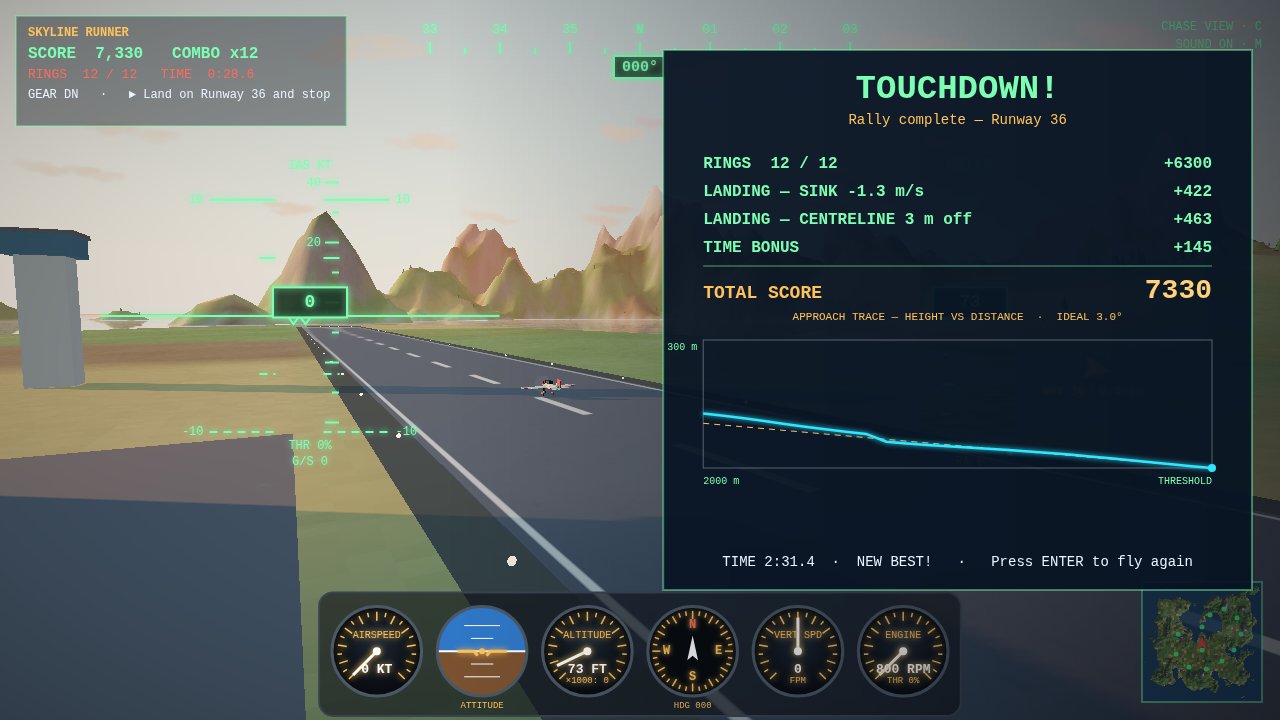 SKYLINE RUNNER
SCORE 7,330 COMBO x12
RINGS 12 / 12 TIME 0:28.6
GEAR DN · ▶ Land on Runway 36 and stop
33 34 35 N 01 02 03
000°
CHASE VIEW · C
SOUND ON · M
IAS KT
40
10 10
20
0
-10 -10
THR 0%
G/S 0
TOUCHDOWN!
Rally complete — Runway 36
RINGS 12 / 12 +6300
LANDING — SINK -1.3 m/s +422
LANDING — CENTRELINE 3 m off +463
TIME BONUS +145
TOTAL SCORE 7330
APPROACH TRACE — HEIGHT VS DISTANCE · IDEAL 3.0°
300 m
2000 m THRESHOLD
TIME 2:31.4 · NEW BEST! · Press ENTER to fly again
AIRSPEED
0 KT
ATTITUDE
ALTITUDE
73 FT
×1000: 0
N
W E
S
HDG 000
VERT SPD
0
FPM
ENGINE
800 RPM
THR 0%